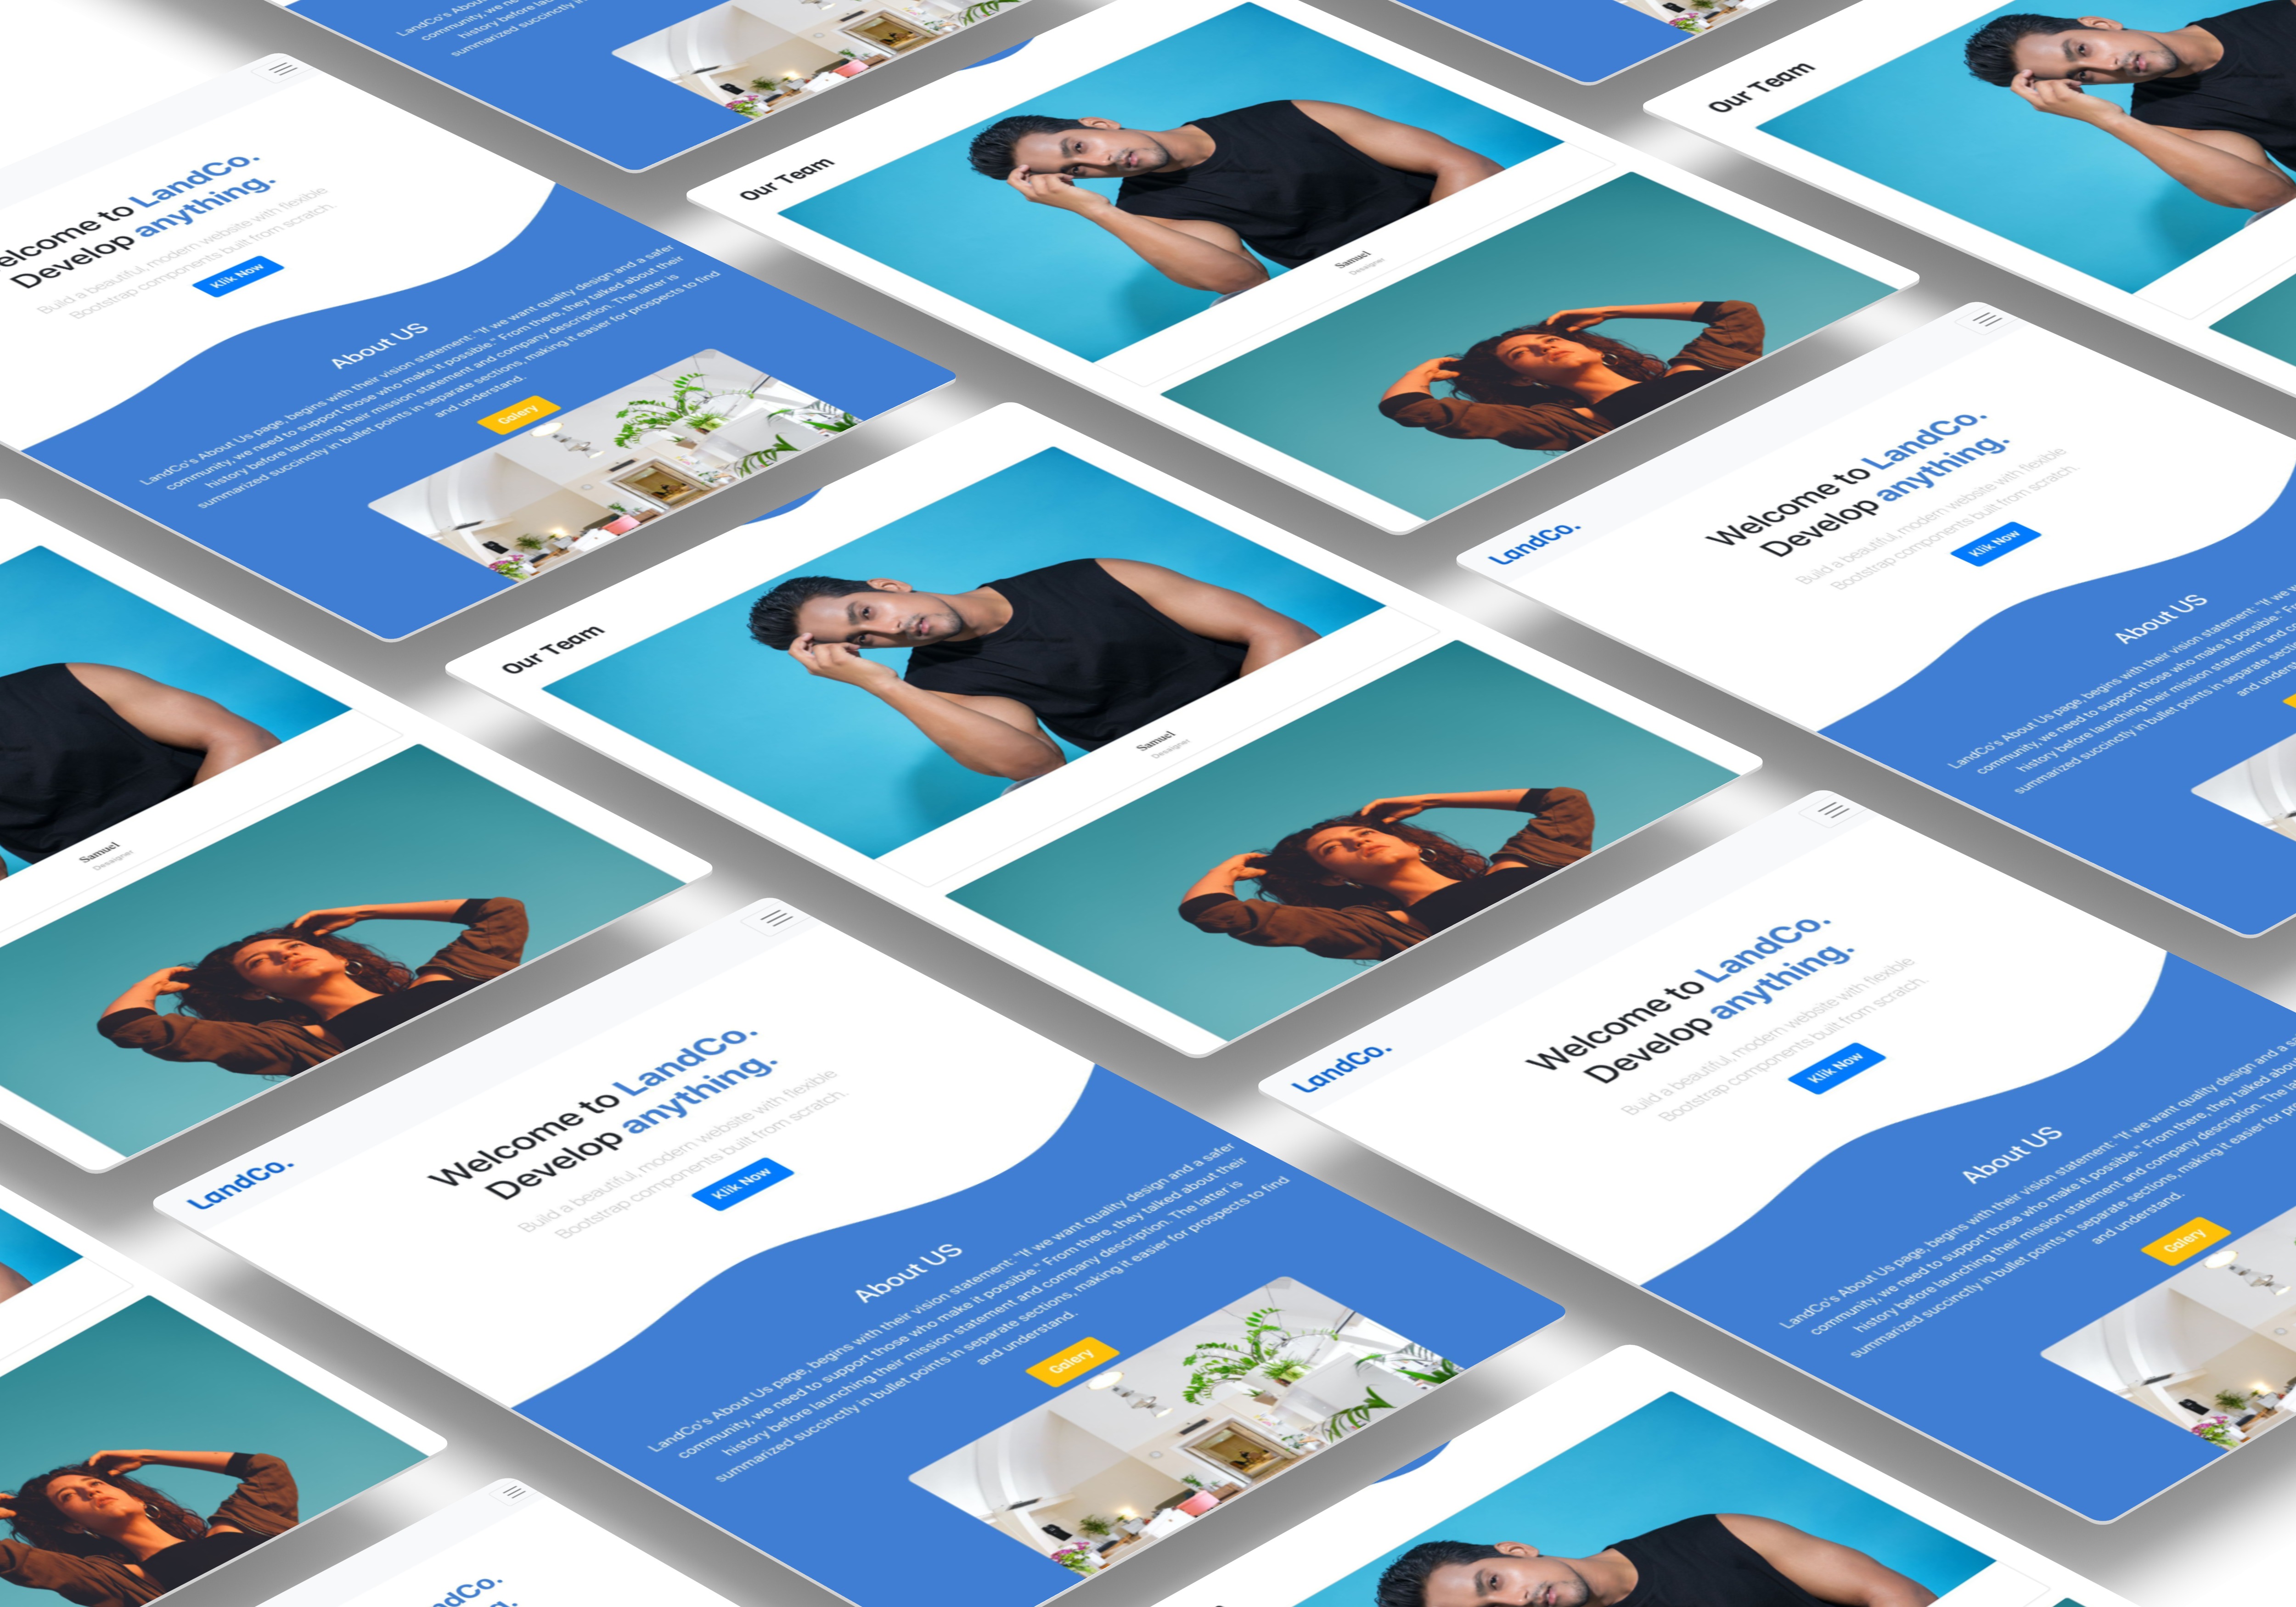 LandCo.
Welcome to LandCo.
Develop anything.
Build a beautiful, modern website with flexible
Bootstrap components built from scratch.
Klik Now
About US
LandCo's About Us page, begins with their vision statement: "If we want quality design and a safer
community, we need to support those who make it possible." From there, they talked about their
history before launching their mission statement and company description. The latter is
summarized succinctly in bullet points in separate sections, making it easier for prospects to find
and understand.
Galery
Our Team
Samuel
Desaigner